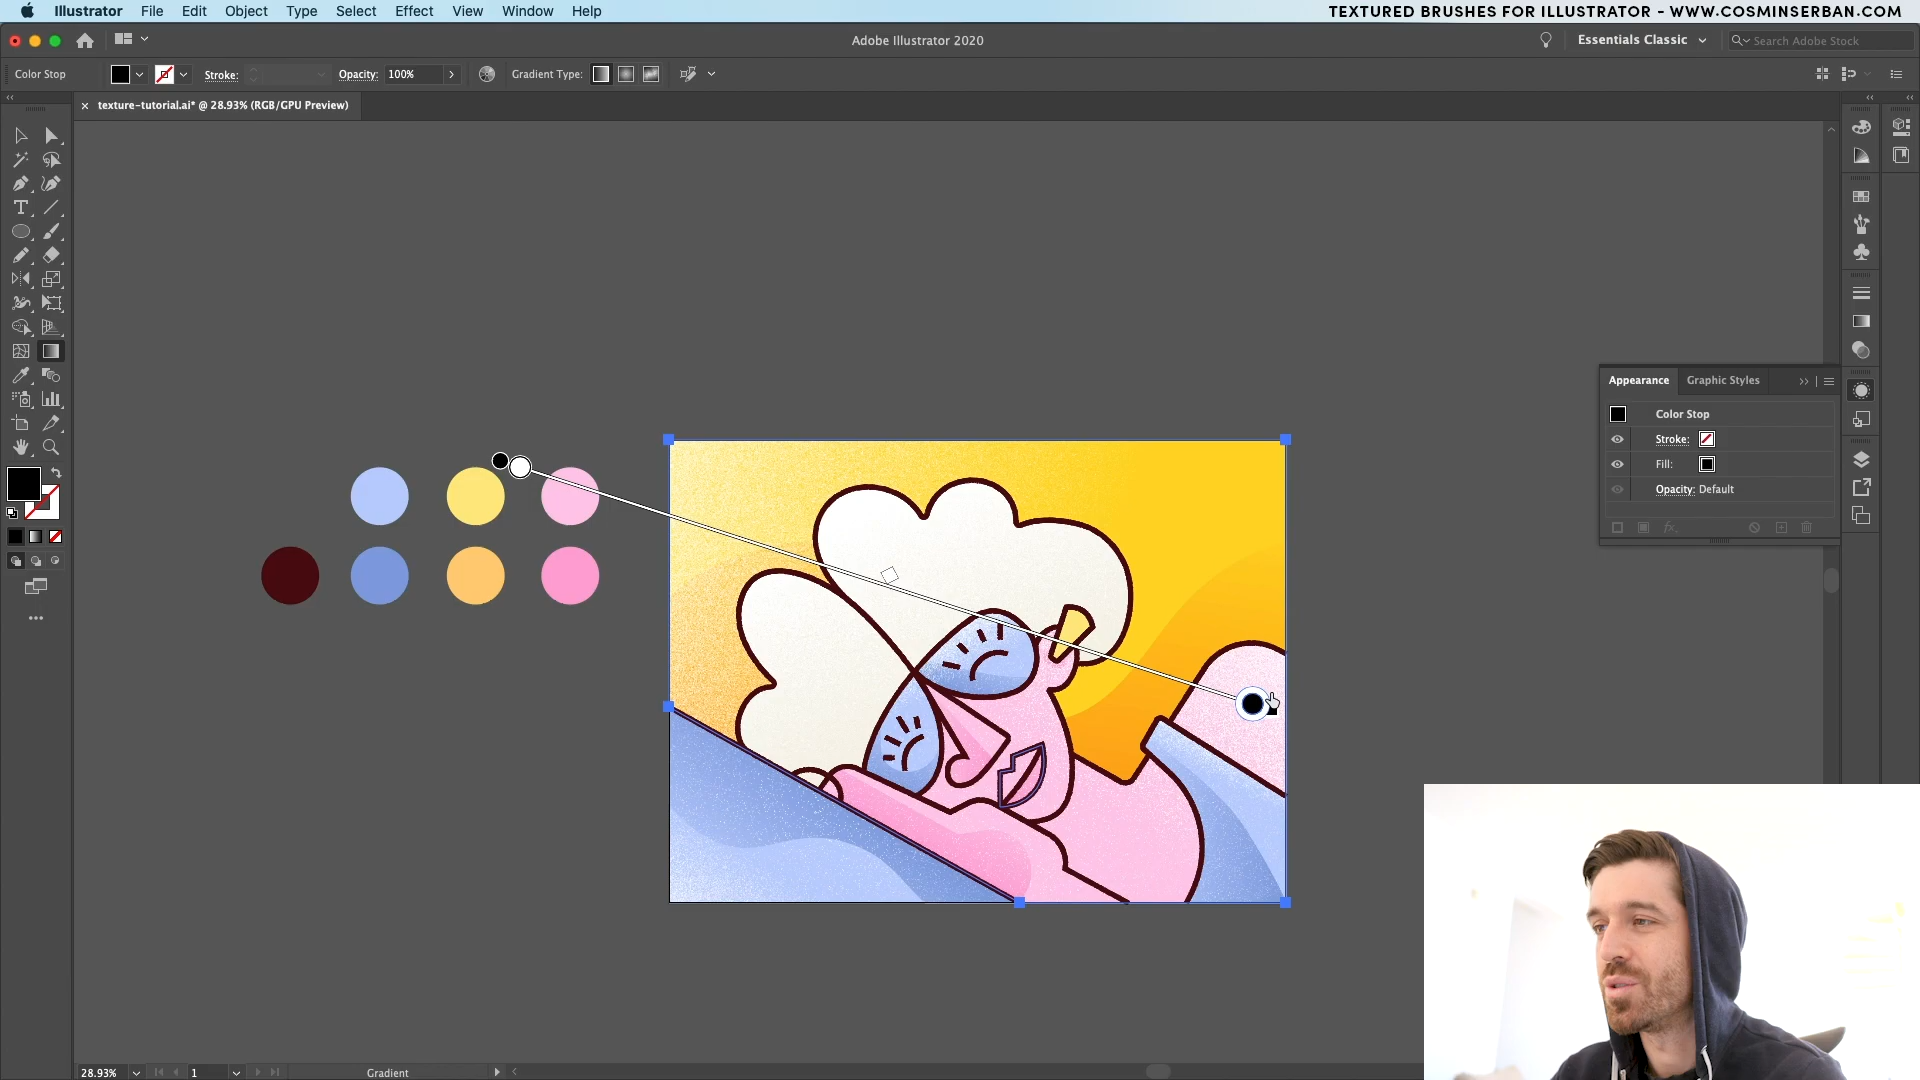 Illustrator File Edit Object Type Select Effect View Window Help
TEXTURED BRUSHES FOR ILLUSTRATOR - WWW.COSMINSERBAN.COM
Adobe Illustrator 2020
Essentials Classic
Search Adobe Stock
Color Stop
Stroke:
Opacity: 100%
Gradient Type:
texture-tutorial.ai* @ 28.93% (RGB/GPU Preview)
Appearance Graphic Styles
Color Stop
Stroke:
Fill:
Opacity: Default
28.93%
1
Gradient